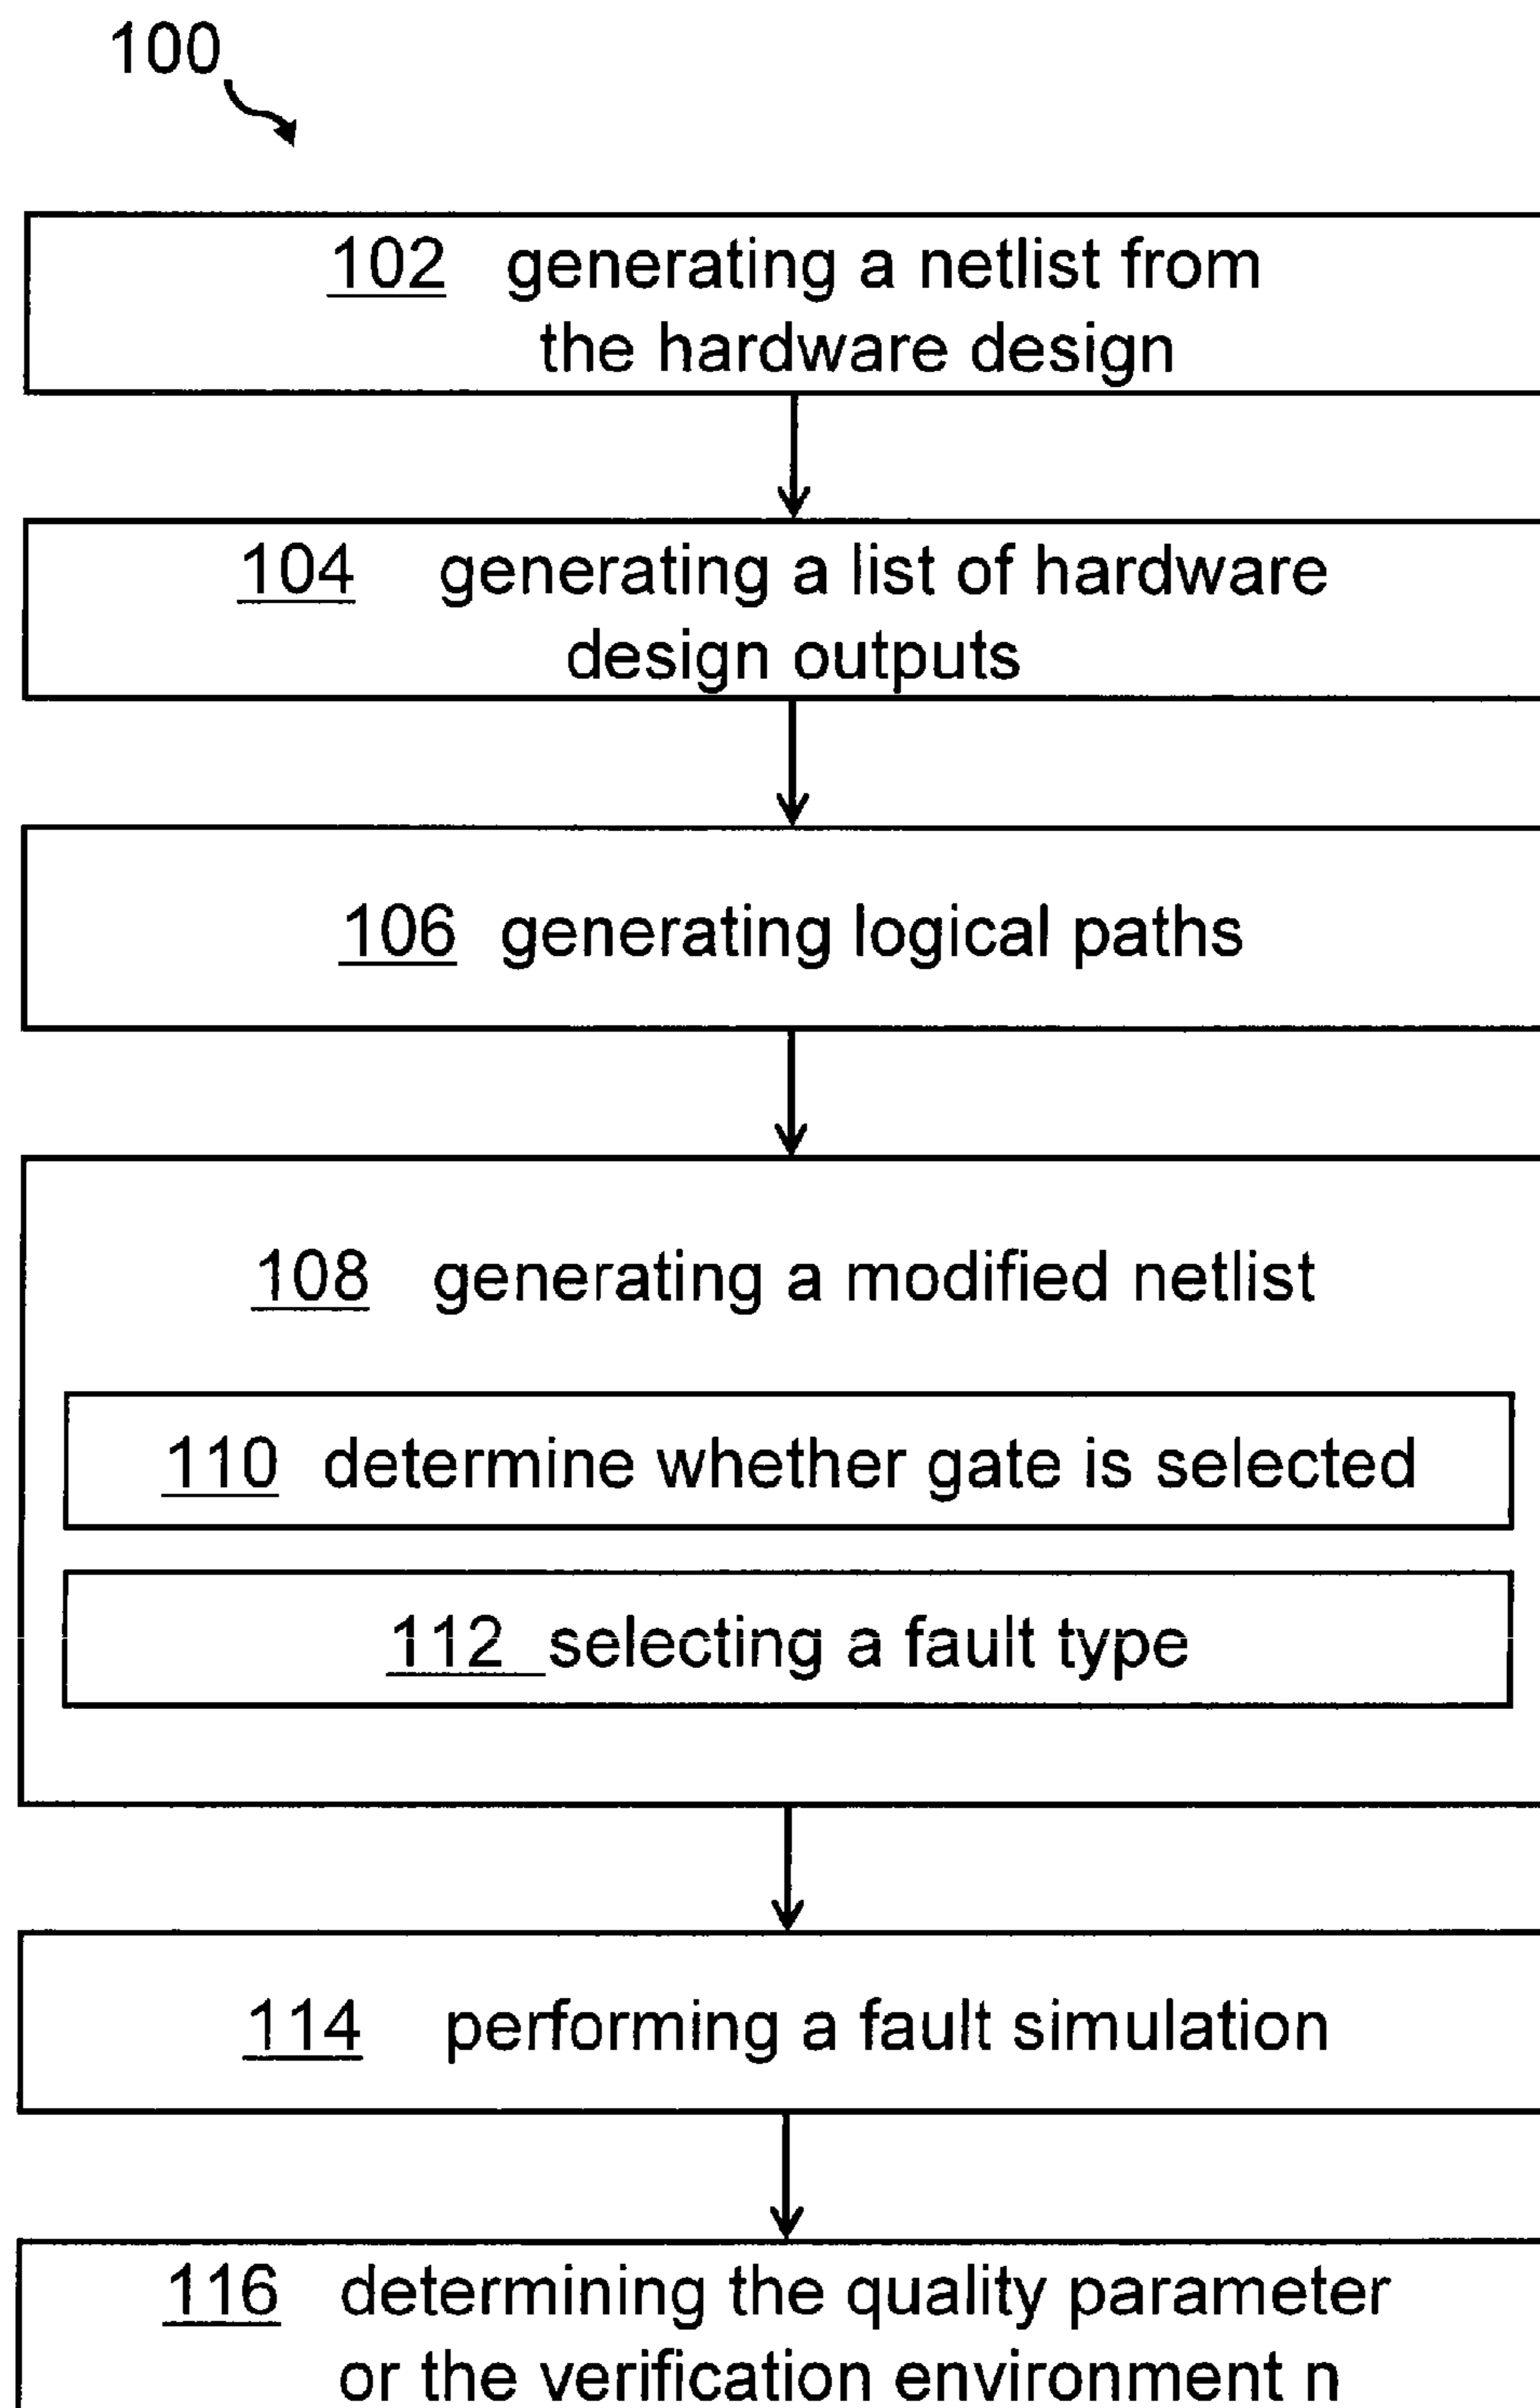 100
102 generating a netlist from
the hardware design
104 generating a list of hardware
design outputs
106 generating logical paths
108 generating a modified netlist
110 determine whether gate is selected
112 selecting a fault type
114 performing a fault simulation
116 determining the quality parameter
or the verification environment n